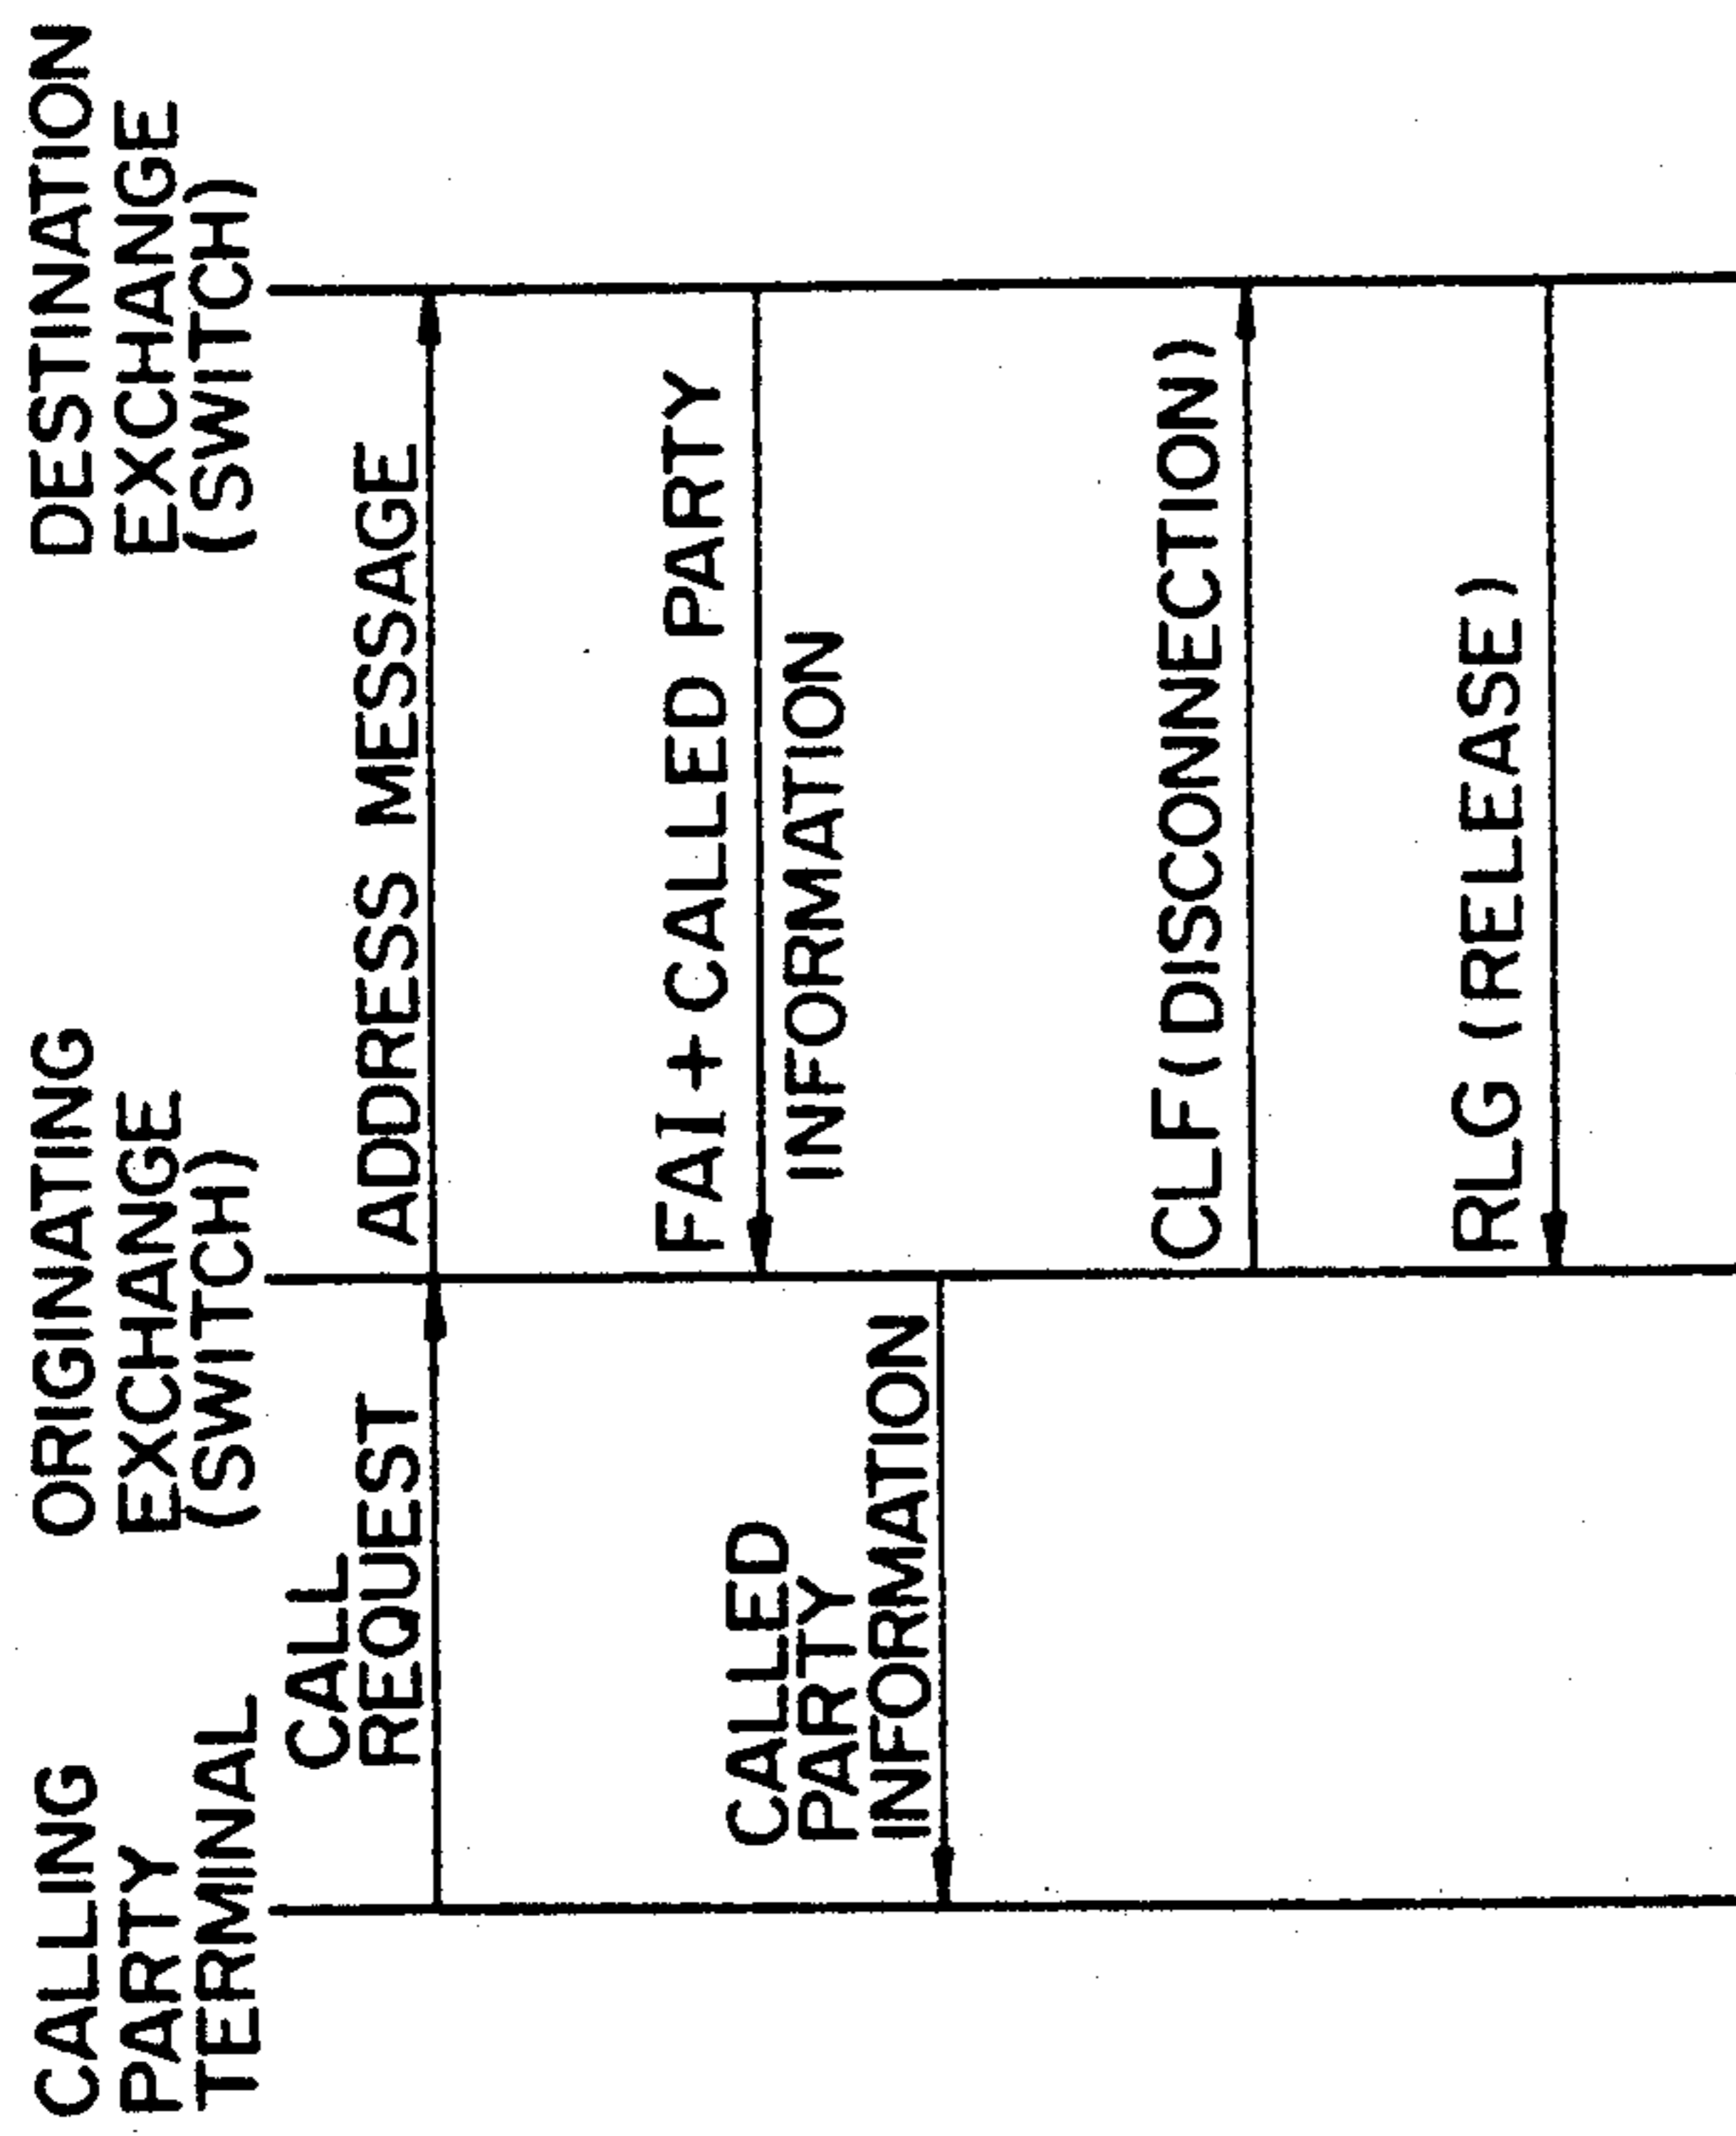 CALLING
PARTY
TERMINAL
ORIGINATING
EXCHANGE
(SWITCH)
DESTINATION
EXCHANGE
(SWITCH)
CALL
REQUEST
ADDRESS MESSAGE
FAI + CALLED PARTY
INFORMATION
CALLED
PARTY
INFORMATION
CLF (DISCONNECTION)
RLG (RELEASE)